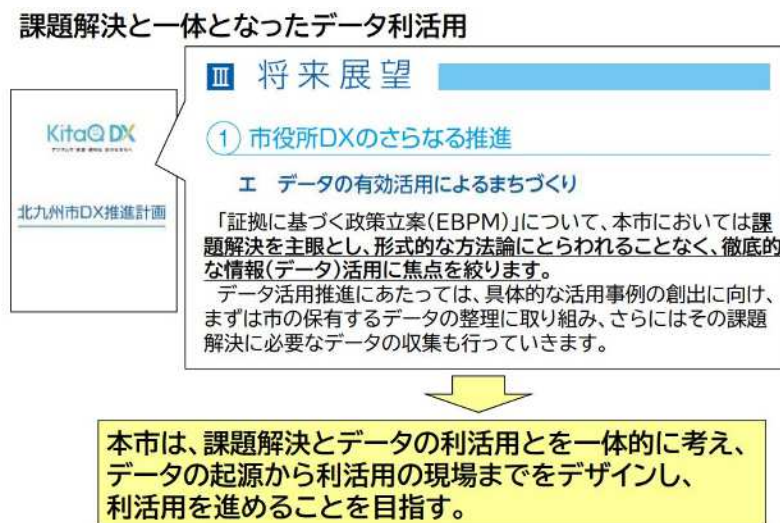 課題解決と一体となったデータ利活用
Ⅲ 将来展望
KitaQ DX
北九州市DX推進計画
① 市役所DXのさらなる推進
エ データの有効活用によるまちづくり
「証拠に基づく政策立案(EBPM)」について、本市においては課
題解決を主眼とし、形式的な方法論にとらわれることなく、徹底的
な情報(データ)活用に焦点を絞ります。
データ活用推進にあたっては、具体的な活用事例の創出に向け、
まずは市の保有するデータの整理に取り組み、さらにはその課題
解決に必要なデータの収集も行っていきます。
本市は、課題解決とデータの利活用とを一体的に考え、
データの起源から利活用の現場までをデザインし、
利活用を進めることを目指す。